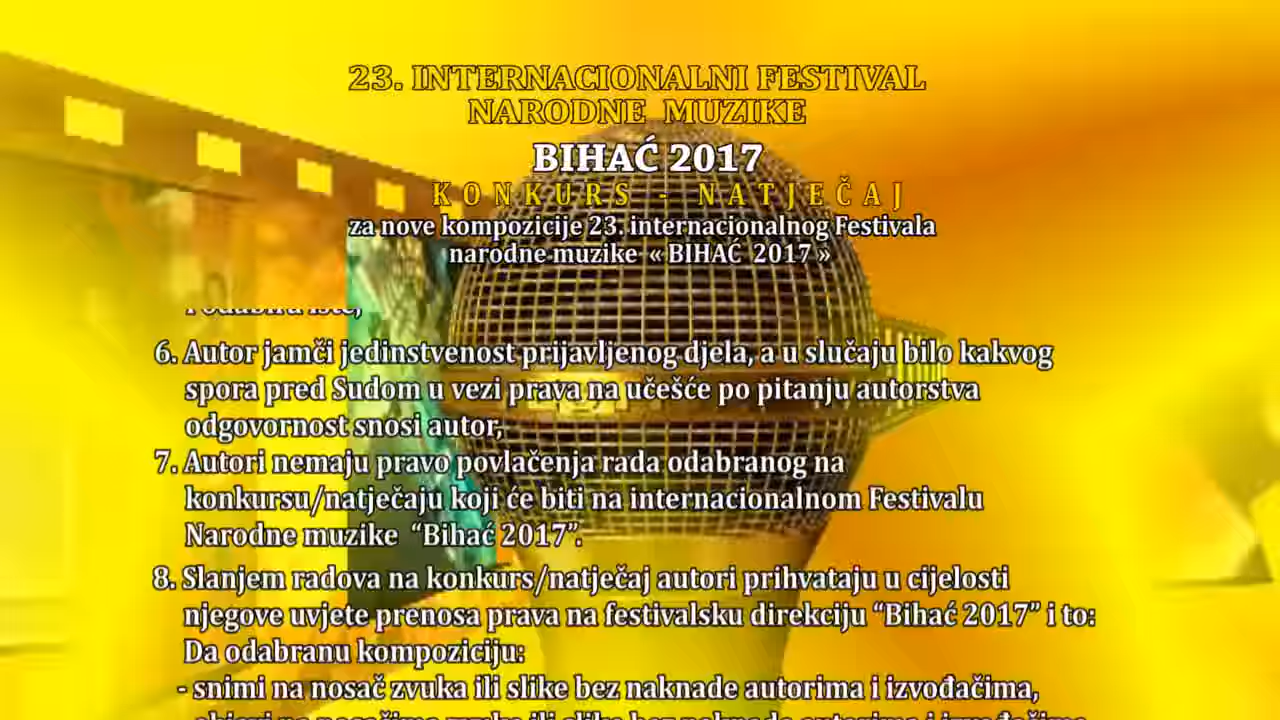 23. INTERNACIONALNI FESTIVAL
NARODNE MUZIKE
BIHAĆ 2017
KONKURS - NATJEČAJ
za nove kompozicije 23. internacionalnog Festivala
narodne muzike « BIHAĆ 2017 »
i odabira iste,
6. Autor jamči jedinstvenost prijavljenog djela, a u slučaju bilo kakvog
spora pred Sudom u vezi prava na učešće po pitanju autorstva
odgovornost snosi autor,
7. Autori nemaju pravo povlačenja rada odabranog na
konkursu/natječaju koji će biti na internacionalnom Festivalu
Narodne muzike “Bihać 2017”.
8. Slanjem radova na konkurs/natječaj autori prihvataju u cijelosti
njegove uvjete prenosa prava na festivalsku direkciju “Bihać 2017” i to:
Da odabranu kompoziciju:
- snimi na nosač zvuka ili slike bez naknade autorima i izvođačima,